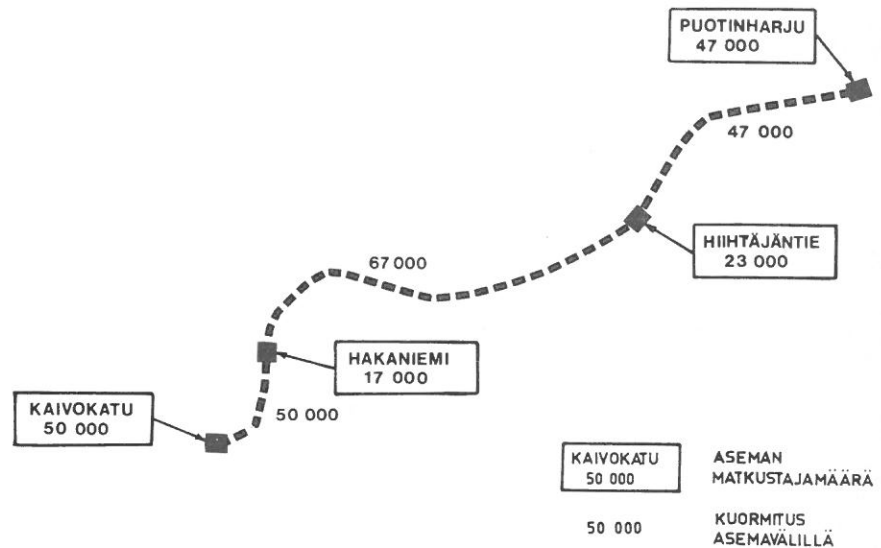 PUOTINHARJU
47 000
47 000
HIIHTÄJÄNTIE
23 000
67 000
HAKANIEMI
17 000
50 000
KAIVOKATU
50 000
KAIVOKATU
50 000
ASEMAN
MATKUSTAJAMÄÄRÄ
50 000
KUORMITUS
ASEMAVÄLILLÄ